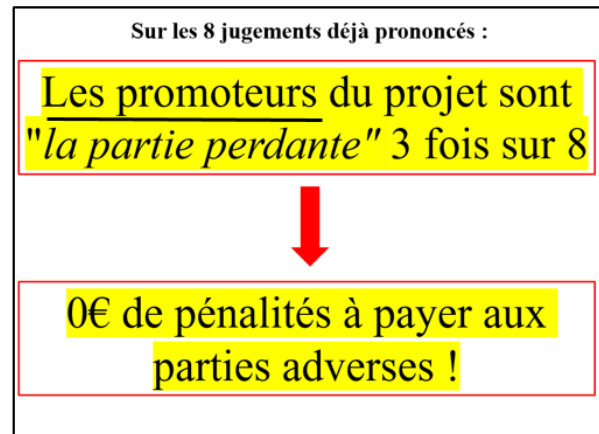 Sur les 8 jugements déjà prononcés :
Les promoteurs du projet sont
"la partie perdante" 3 fois sur 8
0€ de pénalités à payer aux
parties adverses !